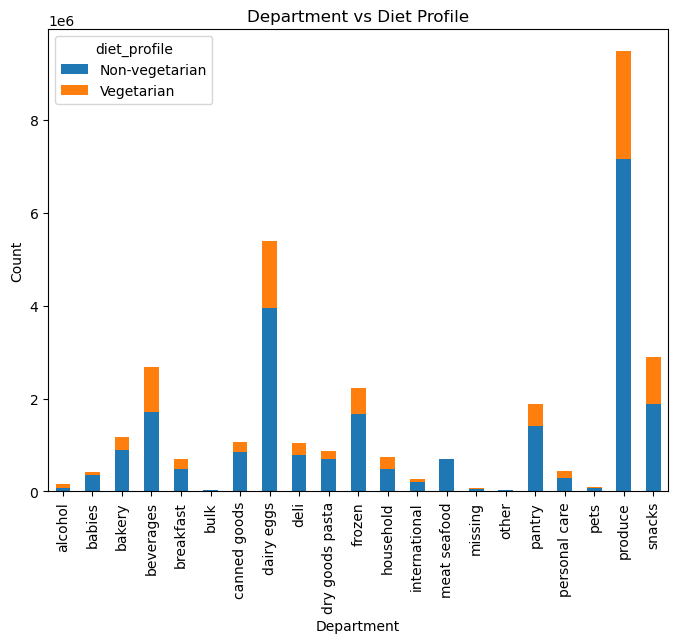 Department vs Diet Profile
1e6
diet_profile
Non-vegetarian
Vegetarian
8
6
4
2
0
Count
alcohol
babies
bakery
beverages
breakfast
bulk
canned goods
dairy eggs
deli
dry goods pasta
frozen
household
international
meat seafood
missing
other
pantry
personal care
pets
produce
snacks
Department